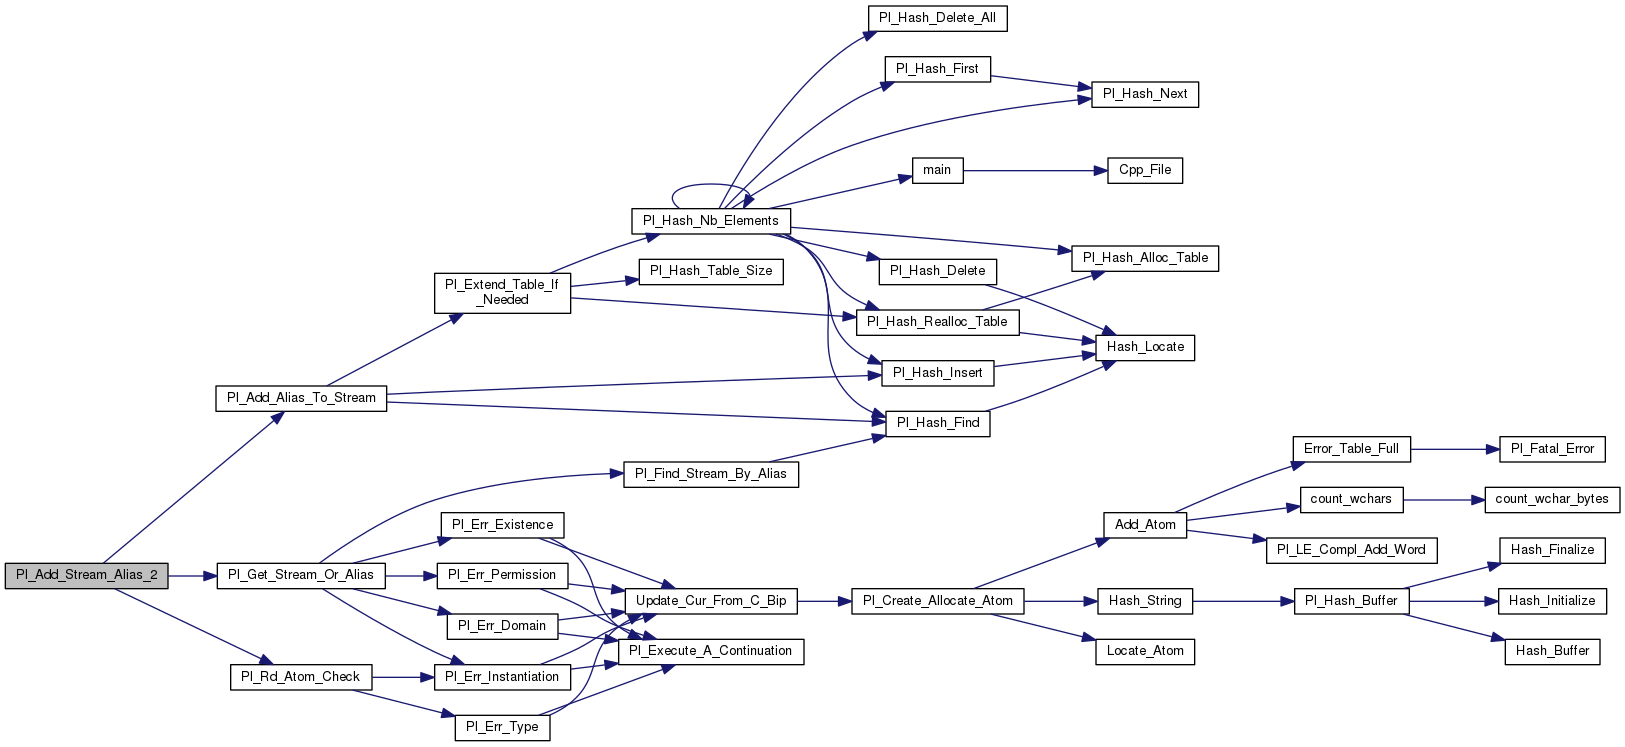 Pl_Hash_Delete_All
Pl_Hash_First
Pl_Hash_Next
main
Cpp_File
Pl_Hash_Nb_Elements
Pl_Hash_Alloc_Table
Pl_Hash_Table_Size
Pl_Hash_Delete
Pl_Extend_Table_If
_Needed
Pl_Hash_Realloc_Table
Hash_Locate
Pl_Hash_Insert
Pl_Add_Alias_To_Stream
Pl_Hash_Find
Error_Table_Full
Pl_Fatal_Error
Pl_Find_Stream_By_Alias
count_wchars
count_wchar_bytes
Pl_Err_Existence
Add_Atom
Pl_LE_Compl_Add_Word
Hash_Finalize
Pl_Add_Stream_Alias_2
Pl_Get_Stream_Or_Alias
Pl_Err_Permission
Update_Cur_From_C_Bip
Pl_Create_Allocate_Atom
Hash_String
Pl_Hash_Buffer
Hash_Initialize
Pl_Err_Domain
Pl_Execute_A_Continuation
Locate_Atom
Hash_Buffer
Pl_Rd_Atom_Check
Pl_Err_Instantiation
Pl_Err_Type